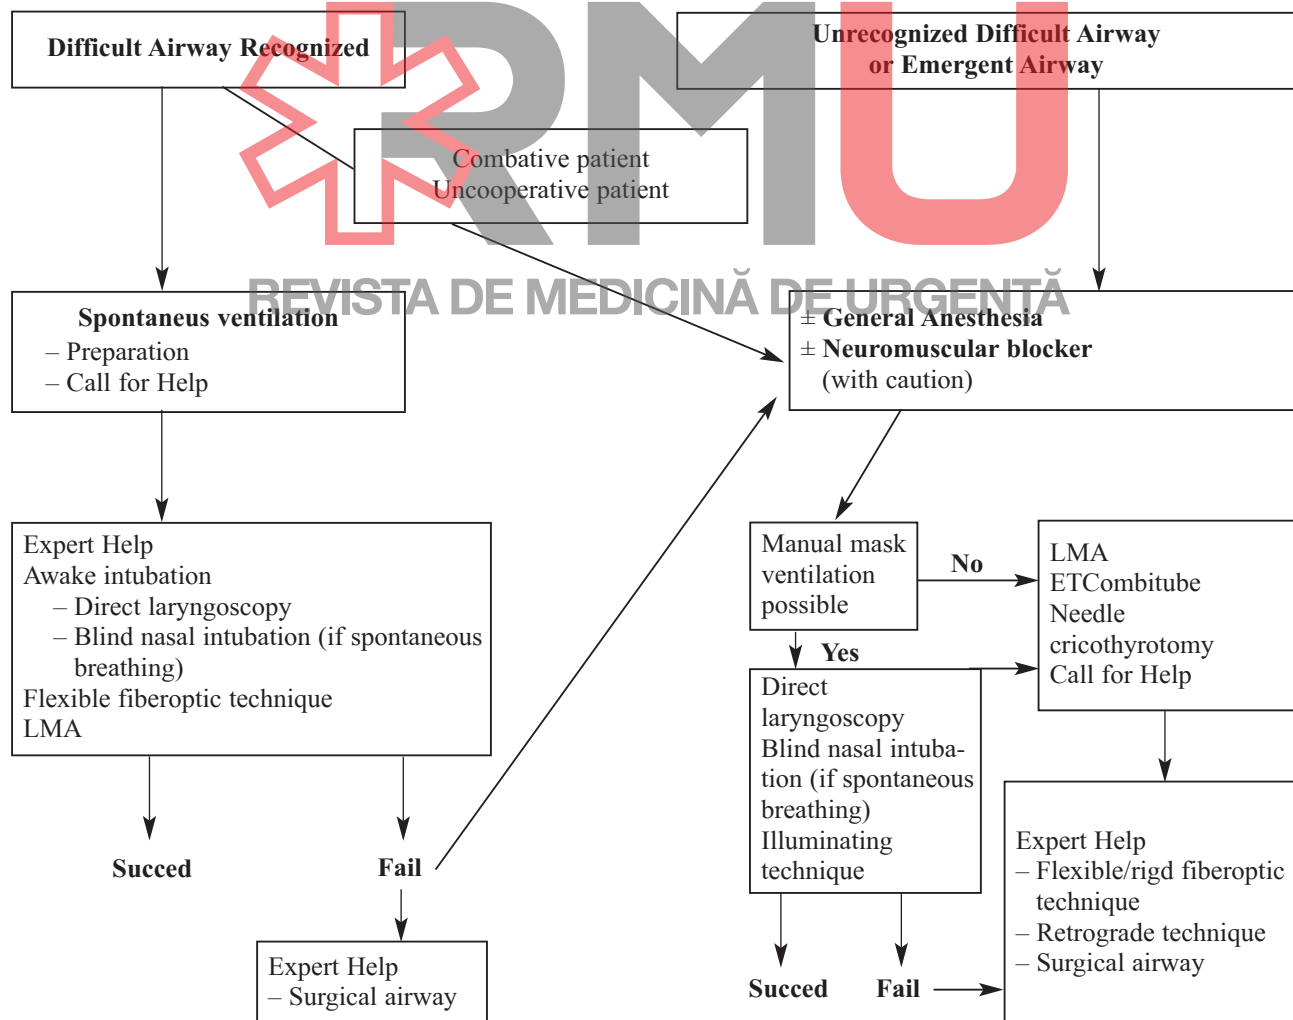 Difficult Airway Recognized
Unrecognized Difficult Airway
or Emergent Airway
RMU
REVISTA DE MEDICINĂ DE URGENȚĂ
Combative patient
Uncooperative patient
Spontaneus ventilation
– Preparation
– Call for Help
± General Anesthesia
± Neuromuscular blocker
(with caution)
Expert Help
Awake intubation
– Direct laryngoscopy
– Blind nasal intubation (if spontaneous
breathing)
Flexible fiberoptic technique
LMA
Manual mask
ventilation
possible
No
LMA
ETCombitube
Needle
cricothyrotomy
Call for Help
Yes
Direct
laryngoscopy
Blind nasal intuba-
tion (if spontaneous
breathing)
Illuminating
technique
Succed
Fail
Expert Help
– Surgical airway
Succed
Fail
Expert Help
– Flexible/rigd fiberoptic
technique
– Retrograde technique
– Surgical airway